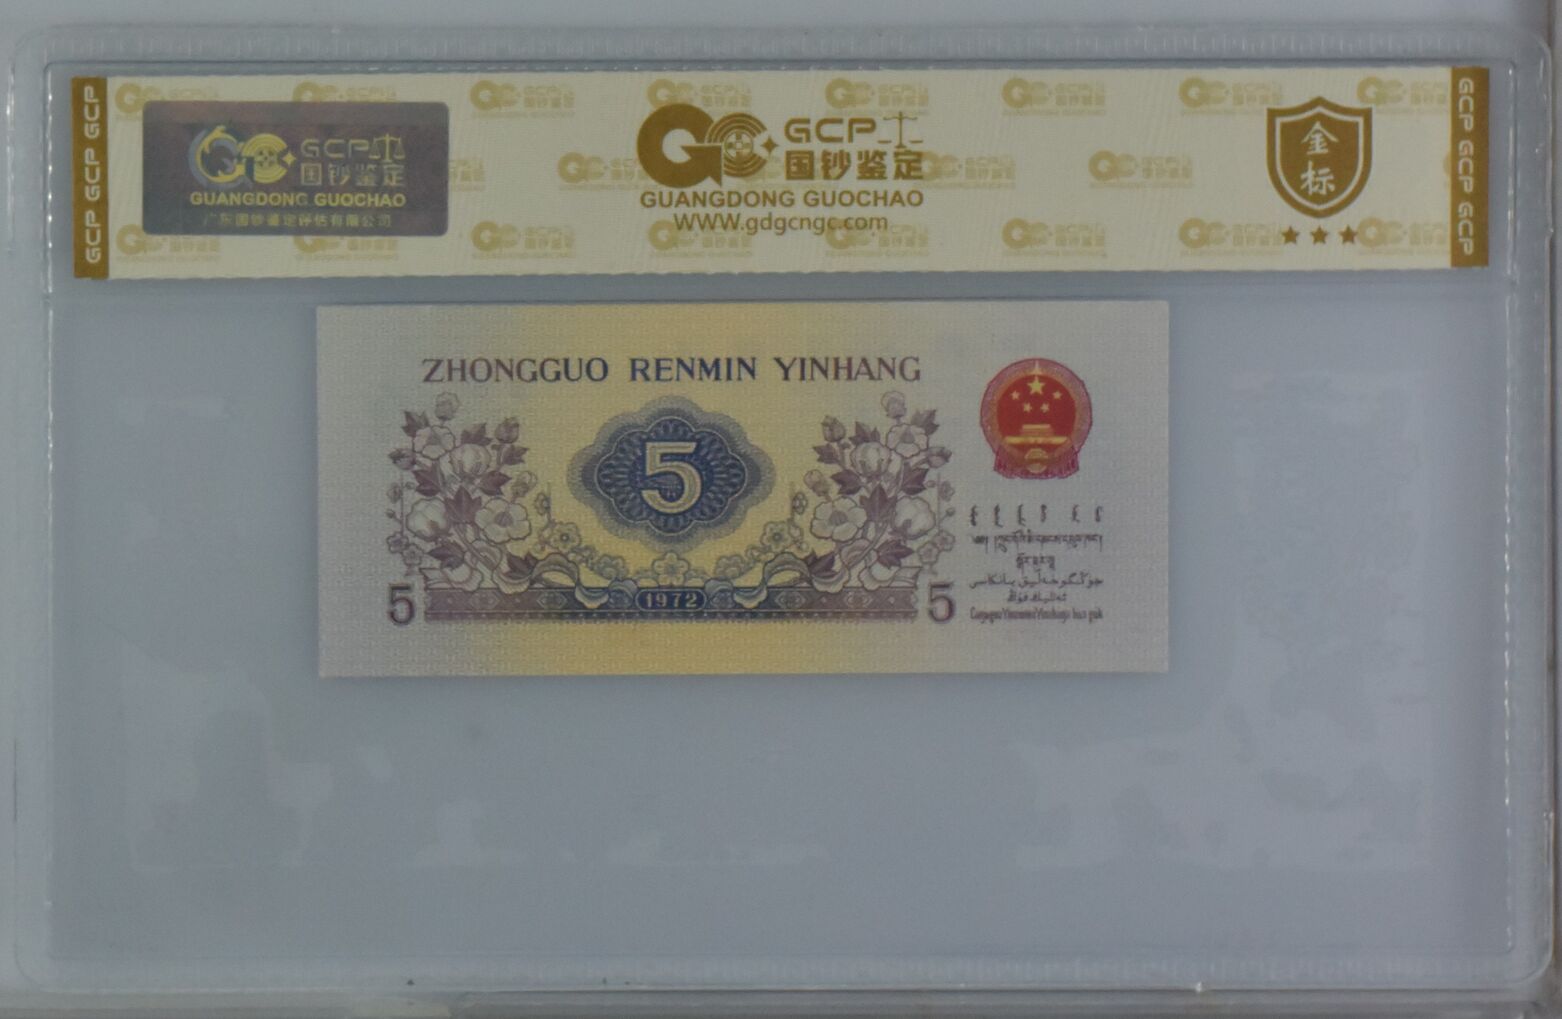 GCP GCP GCP
GCP 国钞鉴定
GUANGDONG GUOCHAO
广东国钞鉴定评估有限公司
GCP 国钞鉴定
GUANGDONG GUOCHAO
WWW.gdgcngc.com
金标
GCP GCP GCP
ZHONGGUO RENMIN YINHANG
5
5
1972
5